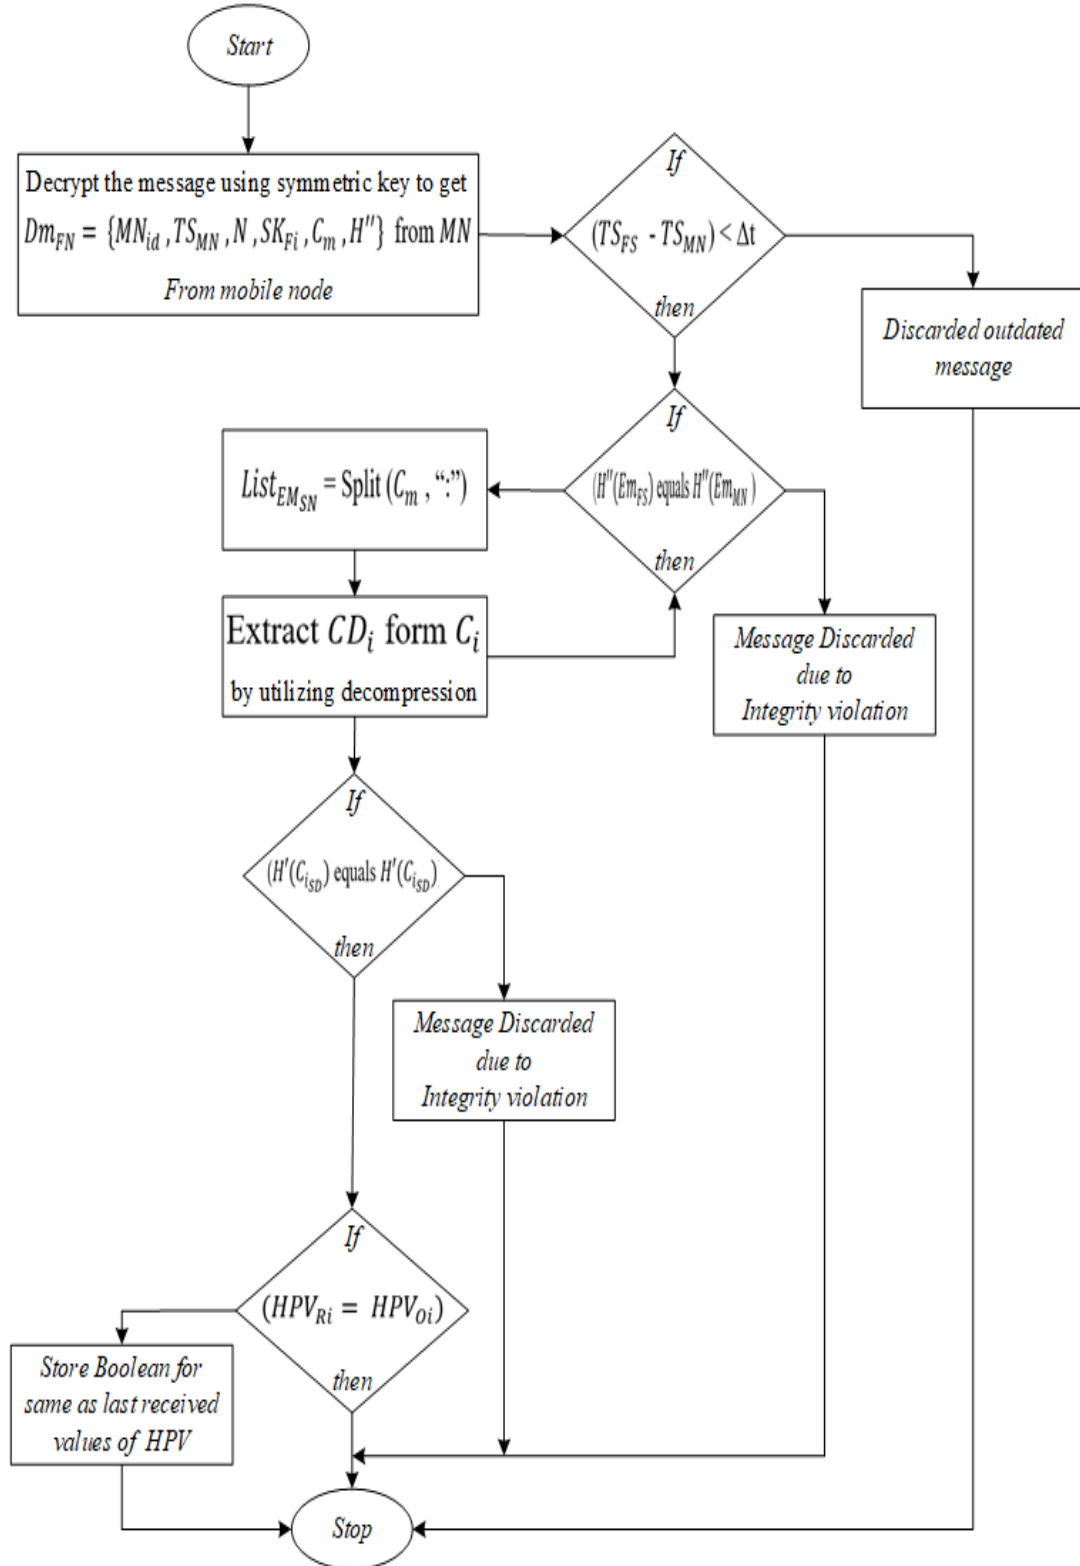 Start
Decrypt the message using symmetric key to get
Dm_FN = {MN_id , TS_MN , N , SK_Fi , C_m , H''} from MN
From mobile node
If
(TS_FS - TS_MN) < Δt
then
Discarded outdated
message
If
(H''(Em_FS) equals H''(Em_MN )
then
List_EM_SN = Split (C_m , “:”)
Extract CD_i form C_i
by utilizing decompression
Message Discarded
due to
Integrity violation
If
(H'(C_i_SD) equals H'(C_i_SD)
then
Message Discarded
due to
Integrity violation
If
(HPV_Ri = HPV_Oi)
then
Store Boolean for
same as last received
values of HPV
Stop